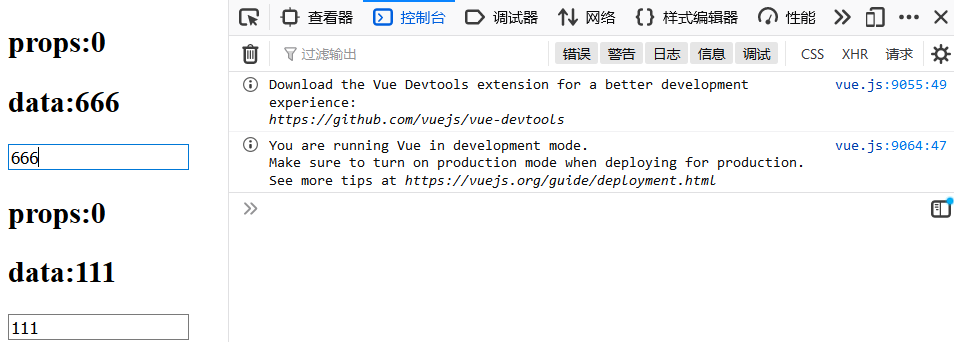 props:0
data:666
666
props:0
data:111
111
查看器 控制台 调试器 网络 样式编辑器 性能
过滤输出 错误 警告 日志 信息 调试 CSS XHR 请求
Download the Vue Devtools extension for a better development vue.js:9055:49
experience:
https://github.com/vuejs/vue-devtools
You are running Vue in development mode. vue.js:9064:47
Make sure to turn on production mode when deploying for production.
See more tips at https://vuejs.org/guide/deployment.html